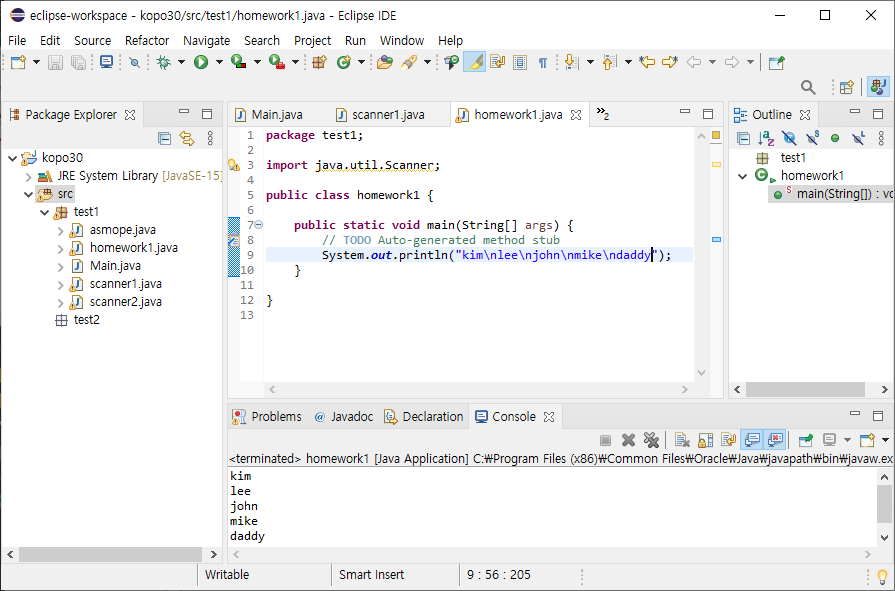 eclipse-workspace - kopo30/src/test1/homework1.java - Eclipse IDE
File Edit Source Refactor Navigate Search Project Run Window Help
Package Explorer
kopo30
JRE System Library [JavaSE-15]
src
test1
asmope.java
homework1.java
Main.java
scanner1.java
scanner2.java
test2
Main.java scanner1.java homework1.java »2
1 package test1;
2
3 import java.util.Scanner;
4
5 public class homework1 {
6
7 public static void main(String[] args) {
8 // TODO Auto-generated method stub
9 System.out.println("kim\nlee\njohn\nmike\ndaddy");
10 }
11
12 }
13
Outline
test1
homework1
main(String[]) : vo
Problems @ Javadoc Declaration Console
<terminated> homework1 [Java Application] C:₩Program Files (x86)₩Common Files₩Oracle₩Java₩javapath₩bin₩javaw.ex
kim
lee
john
mike
daddy
Writable Smart Insert 9 : 56 : 205